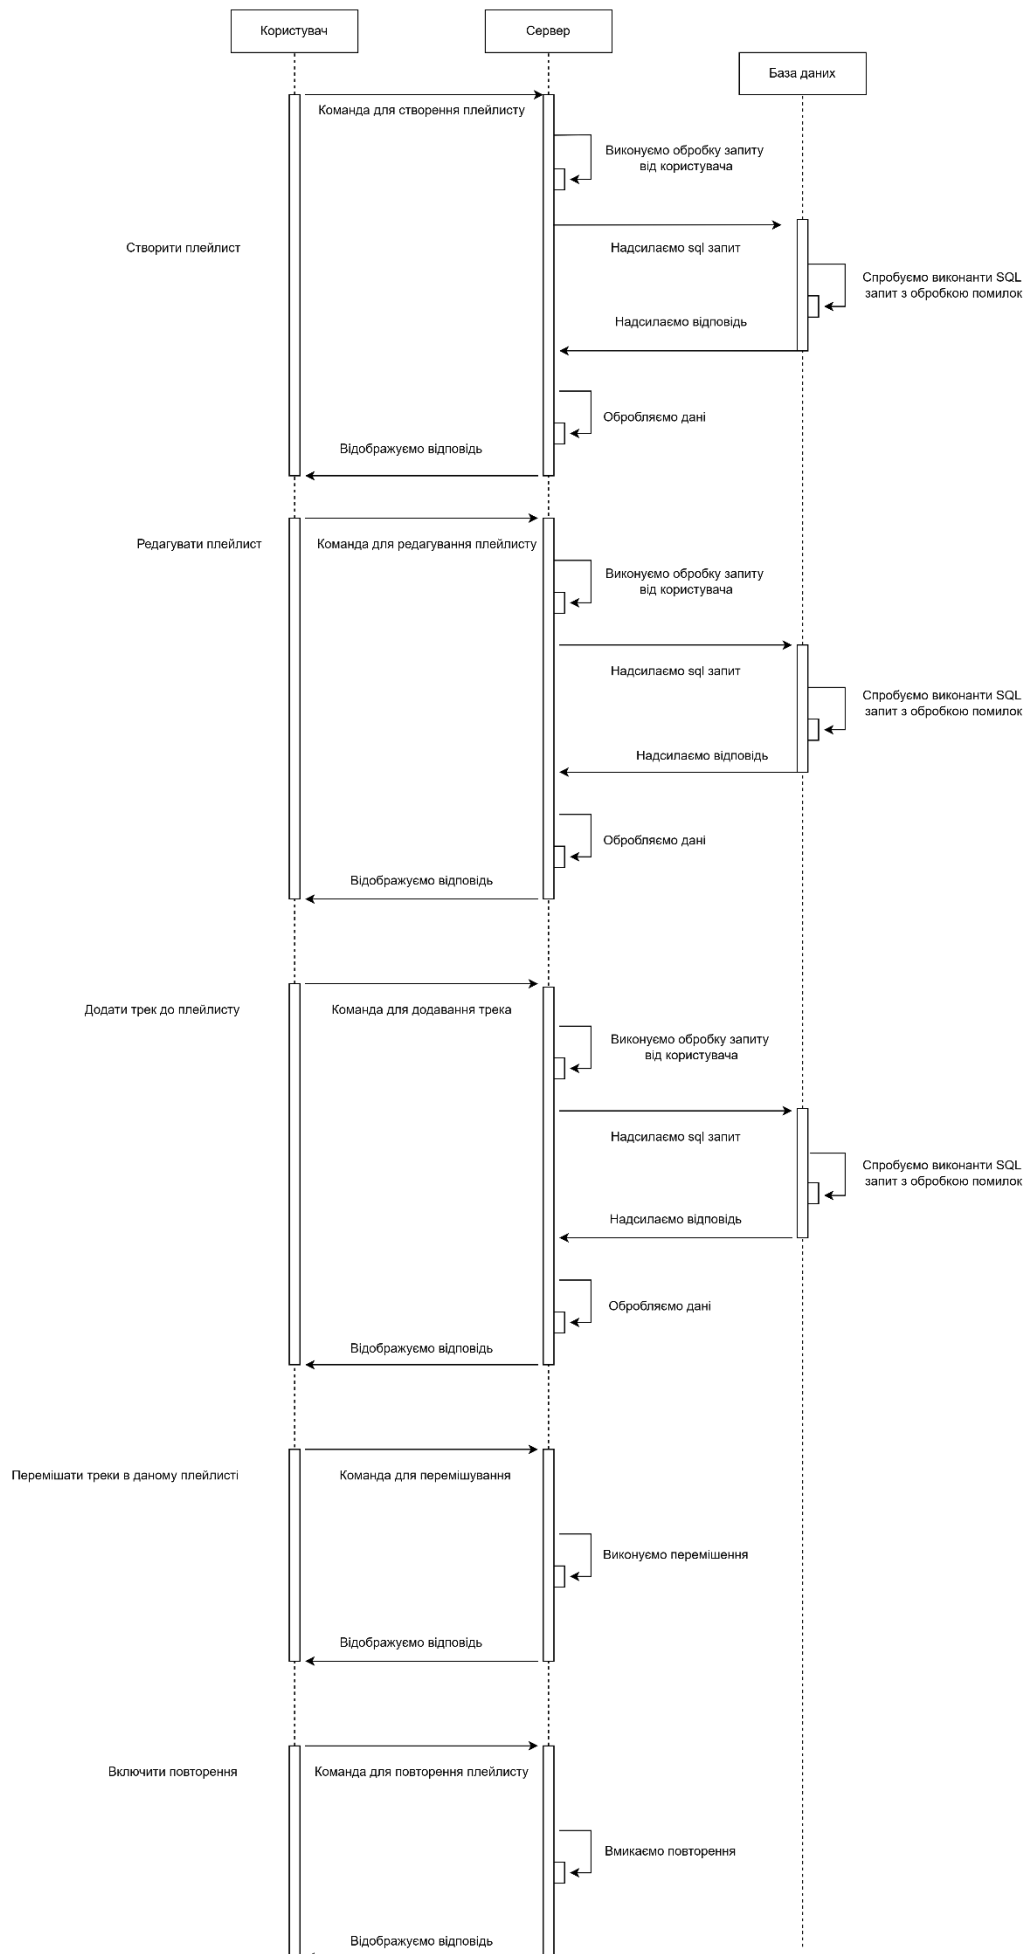 Користувач
Сервер
База даних
Команда для створення плейлисту
Виконуємо обробку запиту
від користувача
Створити плейлист
Надсилаємо sql запит
Спробуємо виконанти SQL
запит з обробкою помилок
Надсилаємо відповідь
Обробляємо дані
Відображуємо відповідь
Редагувати плейлист
Команда для редагування плейлисту
Виконуємо обробку запиту
від користувача
Надсилаємо sql запит
Спробуємо виконанти SQL
запит з обробкою помилок
Надсилаємо відповідь
Обробляємо дані
Відображуємо відповідь
Додати трек до плейлисту
Команда для додавання трека
Виконуємо обробку запиту
від користувача
Надсилаємо sql запит
Спробуємо виконанти SQL
запит з обробкою помилок
Надсилаємо відповідь
Обробляємо дані
Відображуємо відповідь
Перемішати треки в даному плейлисті
Команда для перемішування
Виконуємо перемішення
Відображуємо відповідь
Включити повторення
Команда для повторення плейлисту
Вмикаємо повторення
Відображуємо відповідь